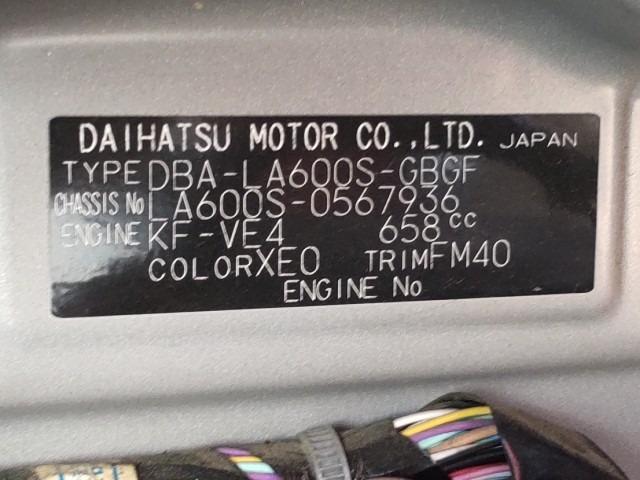 DAIHATSU MOTOR CO.,LTD. JAPAN
TYPE DBA-LA600S-GBGF
CHASSIS No LA600S-0567936
ENGINE KF-VE4 658cc
COLOR XE0 TRIM FM40
ENGINE No